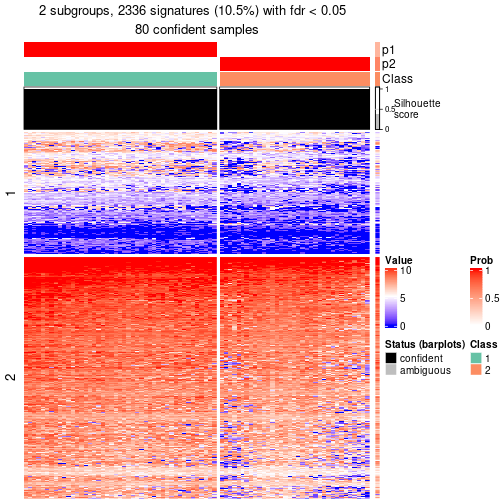 2 subgroups, 2336 signatures (10.5%) with fdr < 0.05
80 confident samples
p1
p2
Class
1
0.5
0
Silhouette
score
1
2
Value
10
5
0
Prob
1
0.5
0
Status (barplots)
confident
ambiguous
Class
1
2